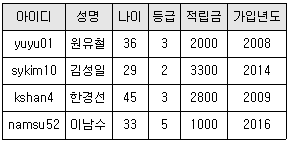 아이디 성명 나이 등급 적립금 가입년도
yuyu01 원유철 36 3 2000 2008
sykim10 김성일 29 2 3300 2014
kshan4 한경선 45 3 2800 2009
namsu52 이남수 33 5 1000 2016